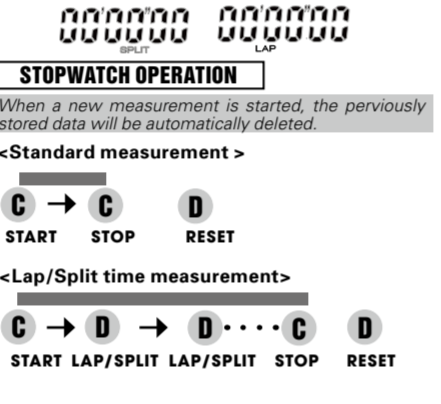 00'00"00 00'00"00
SPLIT LAP
STOPWATCH OPERATION
When a new measurement is started, the perviously
stored data will be automatically deleted.
<Standard measurement >
C → C D
START STOP RESET
<Lap/Split time measurement>
C → D → D · · · · C D
START LAP/SPLIT LAP/SPLIT STOP RESET